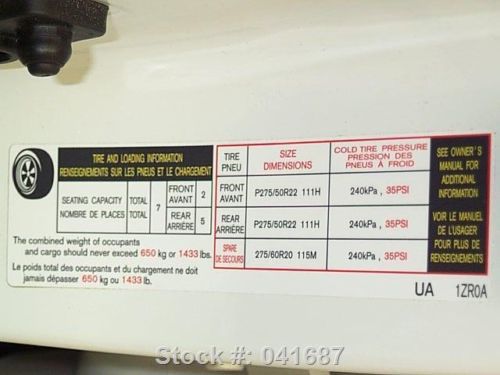 TIRE AND LOADING INFORMATION
RENSEIGNEMENTS SUR LES PNEUS ET LE CHARGEMENT
SEATING CAPACITY TOTAL 7 FRONT AVANT 2
NOMBRE DE PLACES TOTAL REAR ARRIÈRE 5
The combined weight of occupants
and cargo should never exceed 650 kg or 1433 lbs.
Le poids total des occupants et du chargement ne doit
jamais dépasser 650 kg ou 1433 lb.
TIRE PNEU SIZE DIMENSIONS COLD TIRE PRESSURE PRESSION DES PNEUS À FROID
FRONT AVANT P275/50R22 111H 240kPa , 35PSI
REAR ARRIÈRE P275/50R22 111H 240kPa , 35PSI
SPARE DE SECOURS 275/60R20 115M 240kPa , 35PSI
SEE OWNER'S
MANUAL FOR
ADDITIONAL
INFORMATION
VOIR LE MANUEL
DE L'USAGER
POUR PLUS DE
RENSEIGNEMENTS
UA 1ZR0A
Stock #: 041687